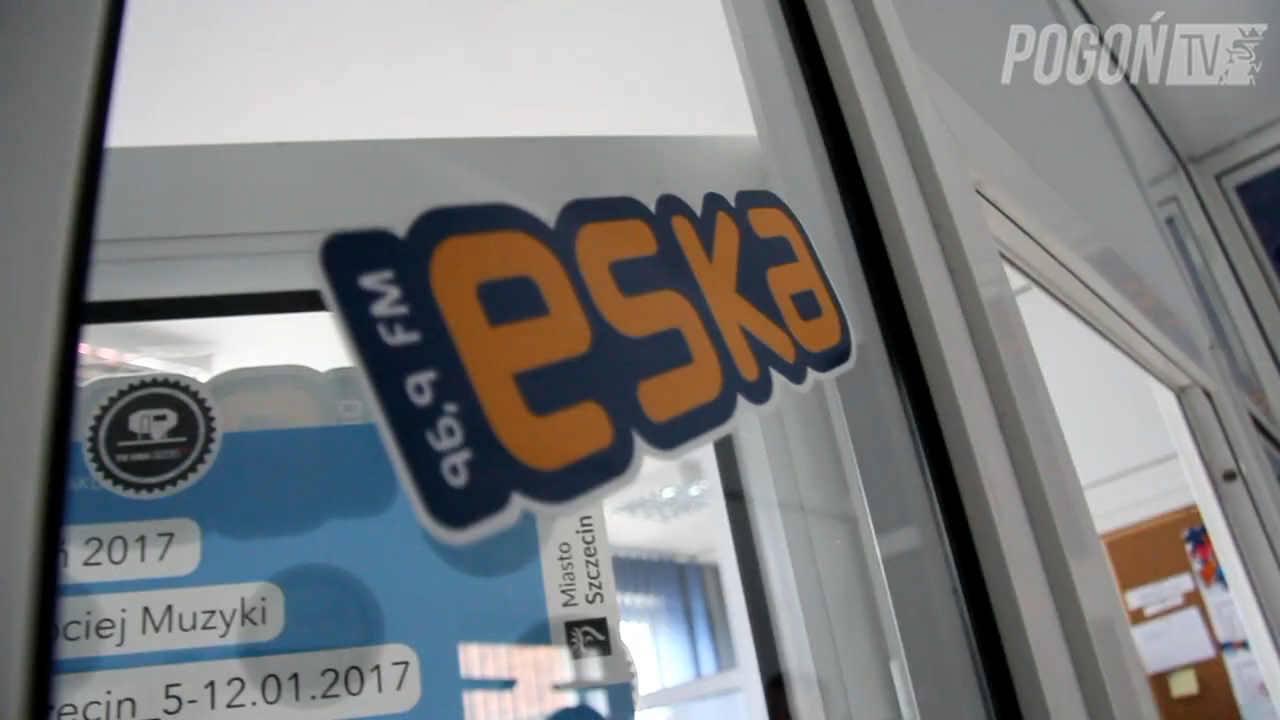 POGOŃ TV
eska
96,9 FM
2017
Muzyki
5-12.01.2017
Miasto
Szczecin